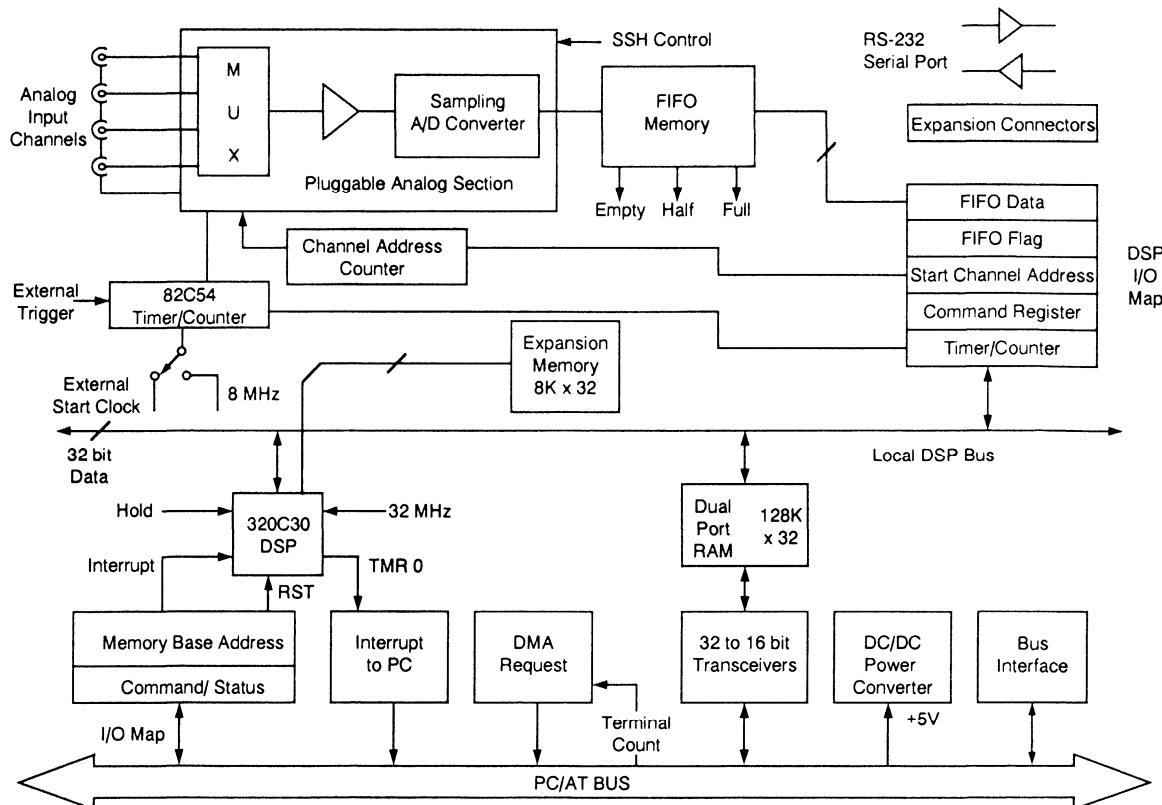 SSH Control
RS-232
Serial Port
Analog
Input
Channels
M
U
X
Sampling
A/D Converter
Pluggable Analog Section
FIFO
Memory
Empty
Half
Full
Expansion Connectors
FIFO Data
FIFO Flag
Start Channel Address
Command Register
Timer/Counter
DSP
I/O
Map
Channel Address
Counter
External
Trigger
82C54
Timer/Counter
Expansion
Memory
8K x 32
External
Start Clock
8 MHz
32 bit
Data
Local DSP Bus
Hold
320C30
DSP
32 MHz
Interrupt
RST
TMR 0
Dual
Port
RAM
128K
x 32
Memory Base Address
Command/ Status
Interrupt
to PC
DMA
Request
32 to 16 bit
Transceivers
DC/DC
Power
Converter
Bus
Interface
I/O Map
Terminal
Count
+5V
PC/AT BUS